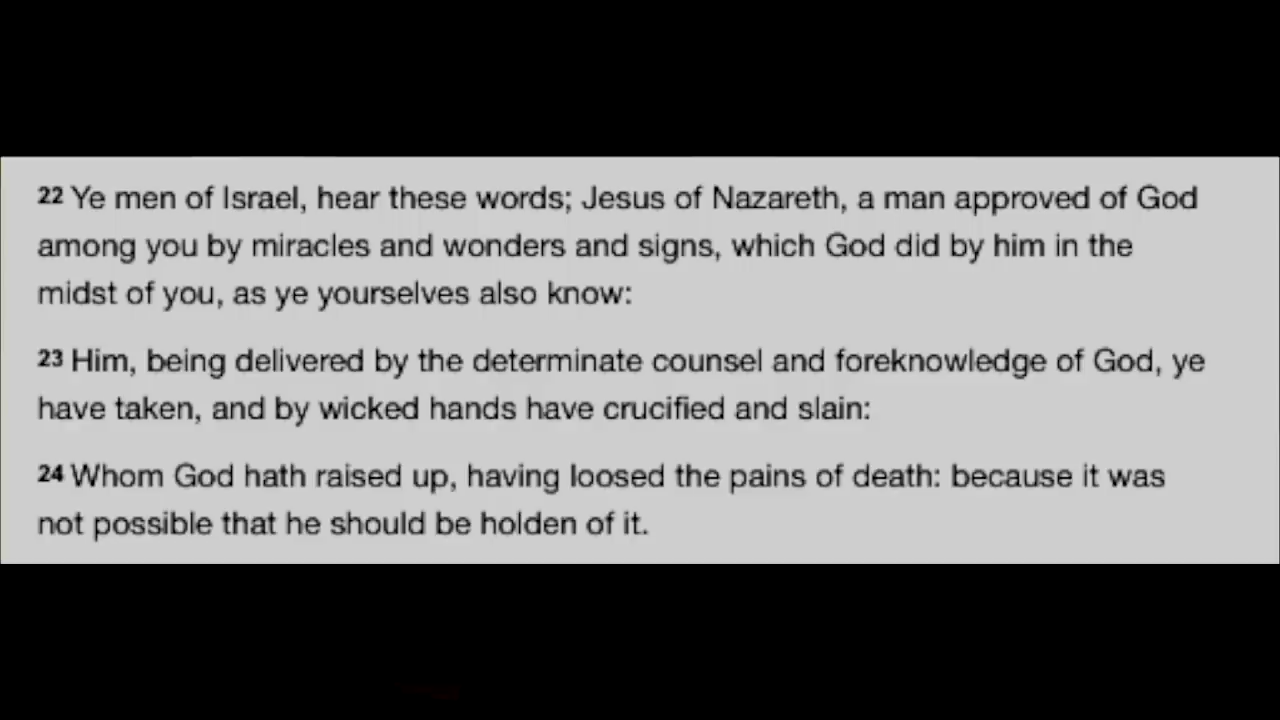 22 Ye men of Israel, hear these words; Jesus of Nazareth, a man approved of God
among you by miracles and wonders and signs, which God did by him in the
midst of you, as ye yourselves also know:
23 Him, being delivered by the determinate counsel and foreknowledge of God, ye
have taken, and by wicked hands have crucified and slain:
24 Whom God hath raised up, having loosed the pains of death: because it was
not possible that he should be holden of it.